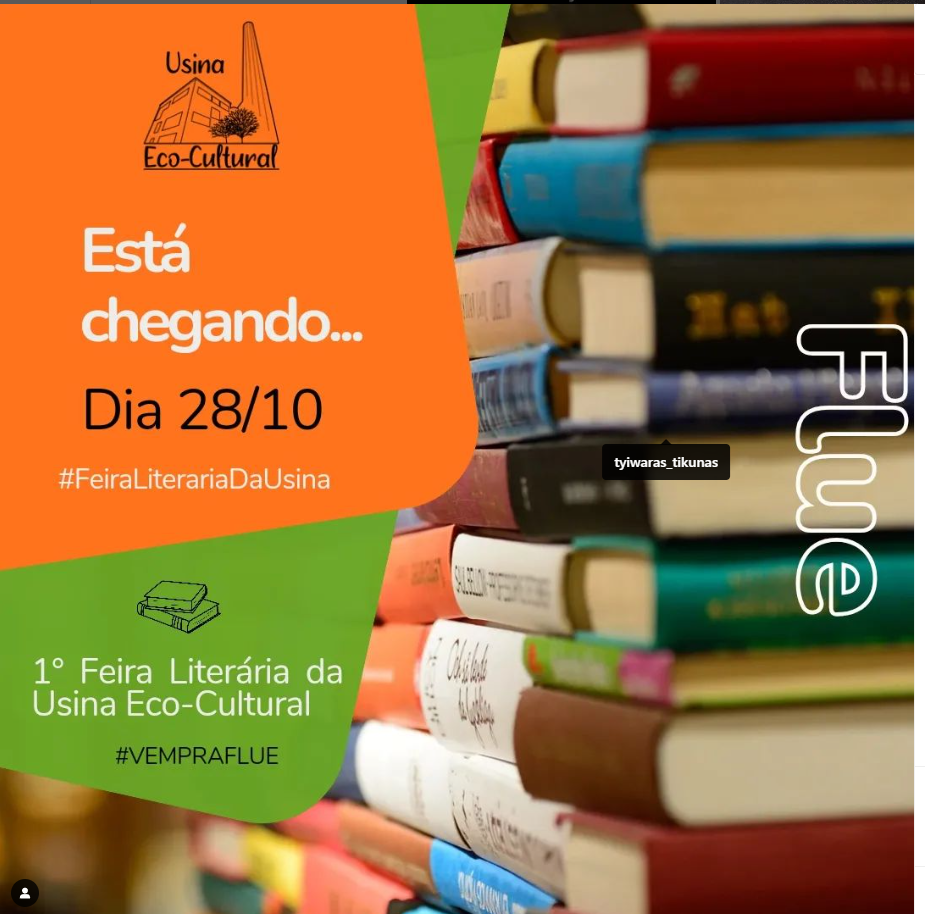 Usina
Eco-Cultural
Está
chegando...
Dia 28/10
#FeiraLiterariaDaUsina
tyiwaras_tikunas
Flue
1° Feira Literária da
Usina Eco-Cultural
#VEMPRAFLUE